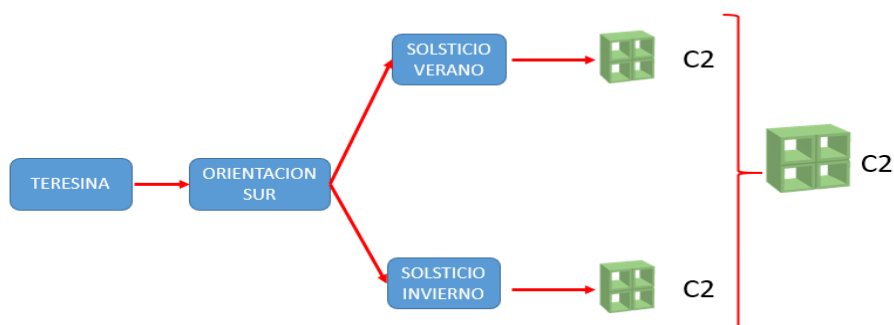 TERESINA
ORIENTACION
SUR
SOLSTICIO
VERANO
C2
SOLSTICIO
INVIERNO
C2
C2